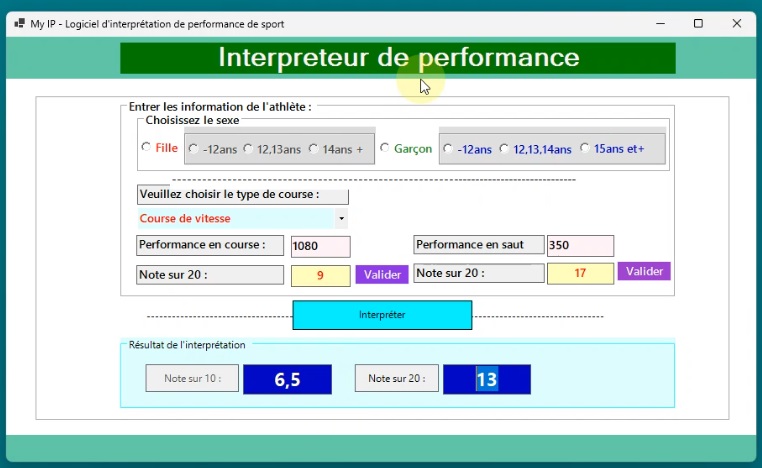 My IP - Logiciel d'interprétation de performance de sport
Interpreteur de performance
Entrer les information de l'athlète :
Choisissez le sexe
Fille -12ans 12,13ans 14ans + Garçon -12ans 12,13,14ans 15ans et+
Veuillez choisir le type de course :
Course de vitesse
Performance en course : 1080 Performance en saut 350
Note sur 20 : 9 Valider Note sur 20 : 17 Valider
Interpréter
Résultat de l'interprétation
Note sur 10 : 6,5 Note sur 20 : 13